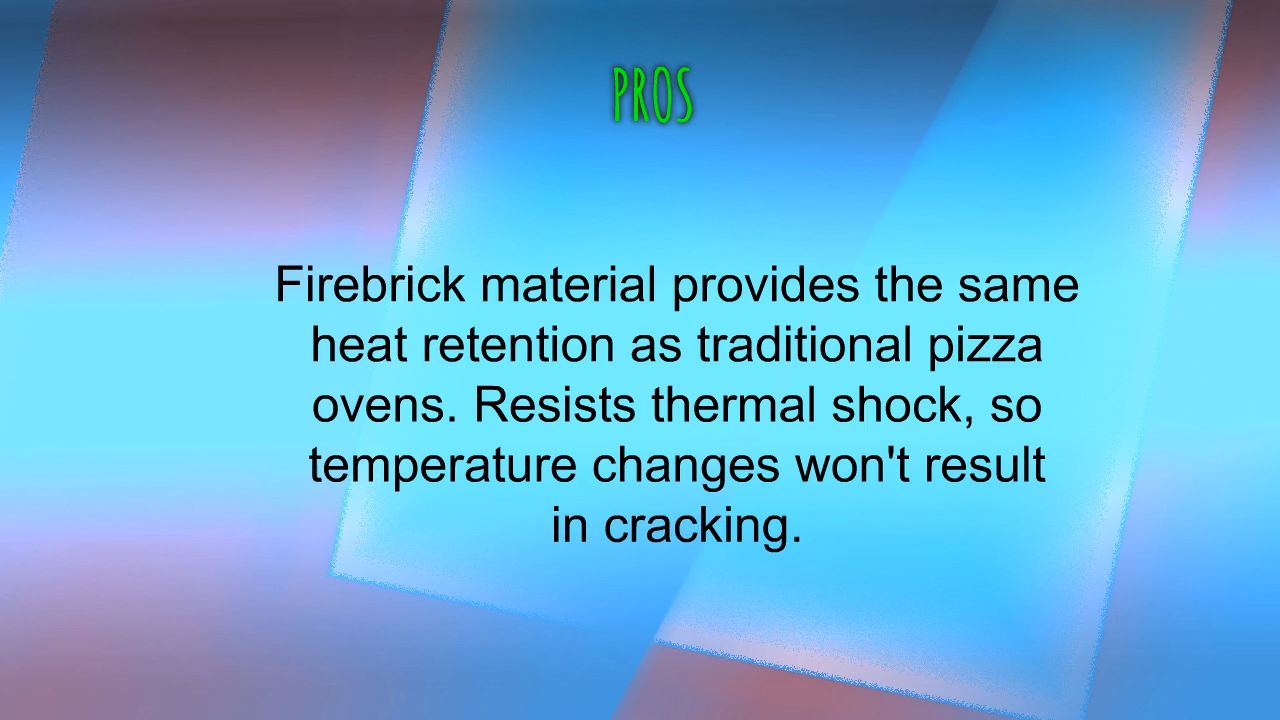 PROS
Firebrick material provides the same
heat retention as traditional pizza
ovens. Resists thermal shock, so
temperature changes won't result
in cracking.